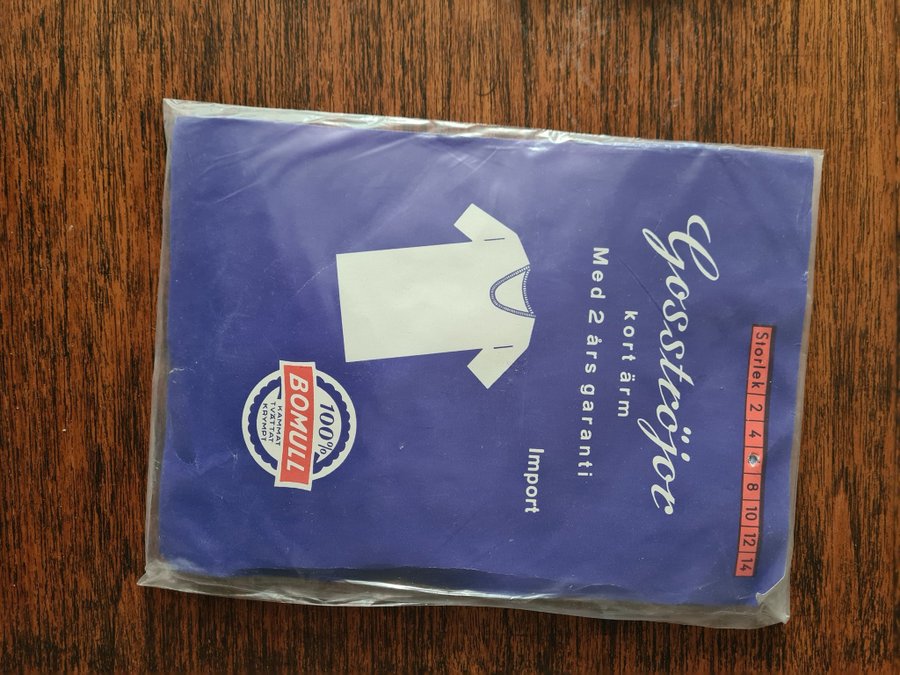 Storlek 2 4 8 10 12 14
Gosströjor
kort ärm
Med 2 års garanti
Import
100%
BOMULL
KAMMAT
TVÄTTAT
KRYMPT